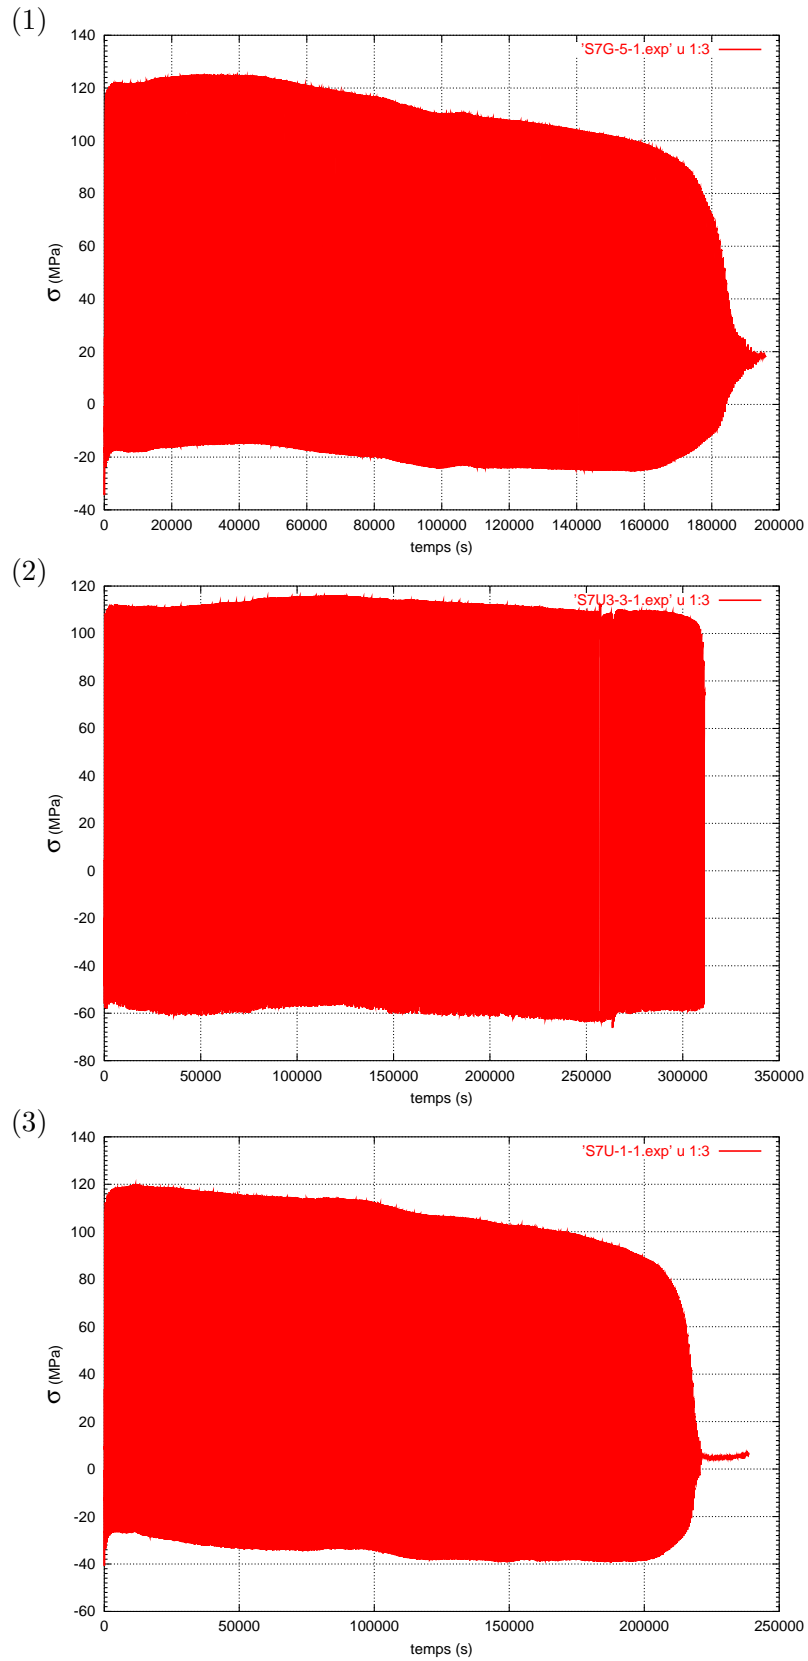 (1)
140
120
100
80
60
40
20
0
-20
-40
σ (MPa)
'S7G-5-1.exp' u 1:3
0 20000 40000 60000 80000 100000 120000 140000 160000 180000 200000
temps (s)
(2)
120
100
80
60
40
20
0
-20
-40
-60
-80
σ (MPa)
'S7U3-3-1.exp' u 1:3
0 50000 100000 150000 200000 250000 300000 350000
temps (s)
(3)
140
120
100
80
60
40
20
0
-20
-40
-60
σ (MPa)
'S7U-1-1.exp' u 1:3
0 50000 100000 150000 200000 250000
temps (s)